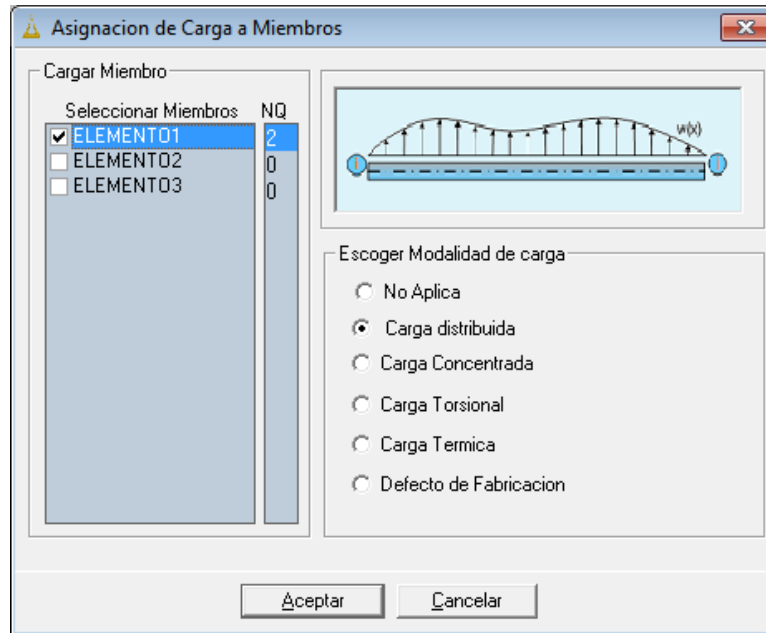 Asignacion de Carga a Miembros
Cargar Miembro
Seleccionar Miembros NQ
ELEMENTO1 2
ELEMENTO2 0
ELEMENTO3 0
w(x)
Escoger Modalidad de carga
No Aplica
Carga distribuida
Carga Concentrada
Carga Torsional
Carga Termica
Defecto de Fabricacion
Aceptar Cancelar